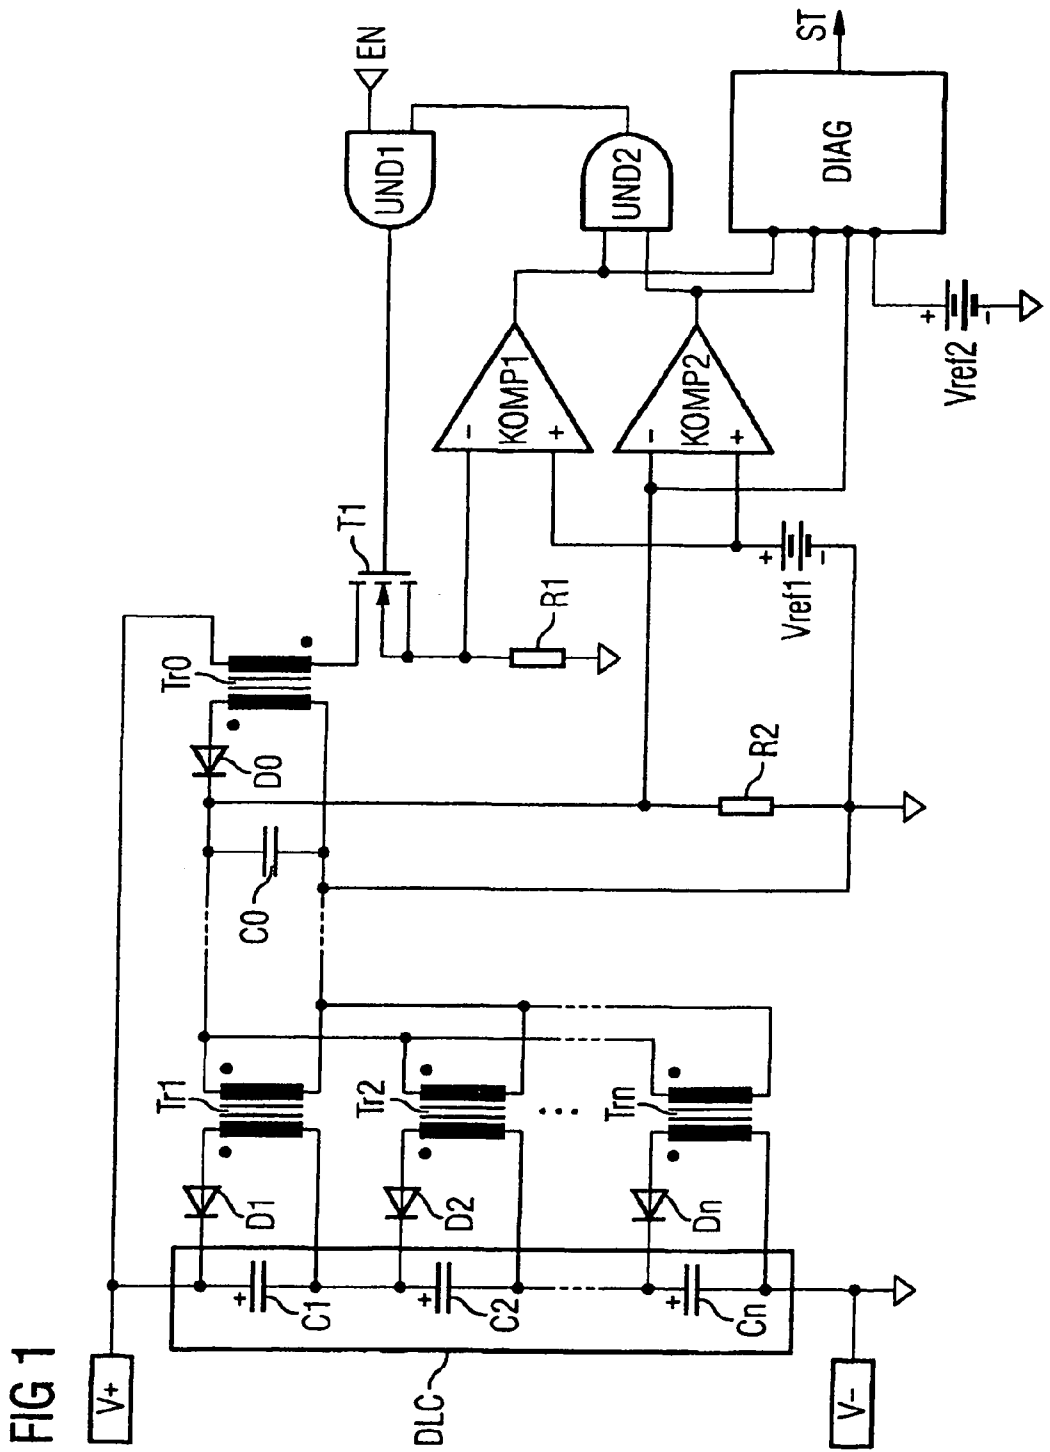 FIG 1
V+
V-
DLC
C1
C2
Cn
+
+
+
D1
D2
Dn
Tr1
Tr2
Trn
...
C0
D0
Tr0
R2
R1
T1
Vref1
+
-
KOMP1
-
+
KOMP2
-
+
Vref2
+
-
UND1
UND2
EN
DIAG
ST